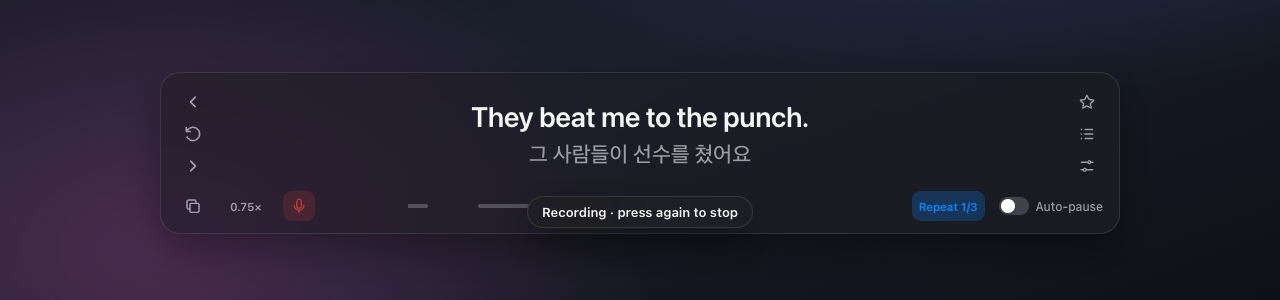 They beat me to the punch.
그 사람들이 선수를 쳤어요
0.75×
Recording · press again to stop
Repeat 1/3
Auto-pause